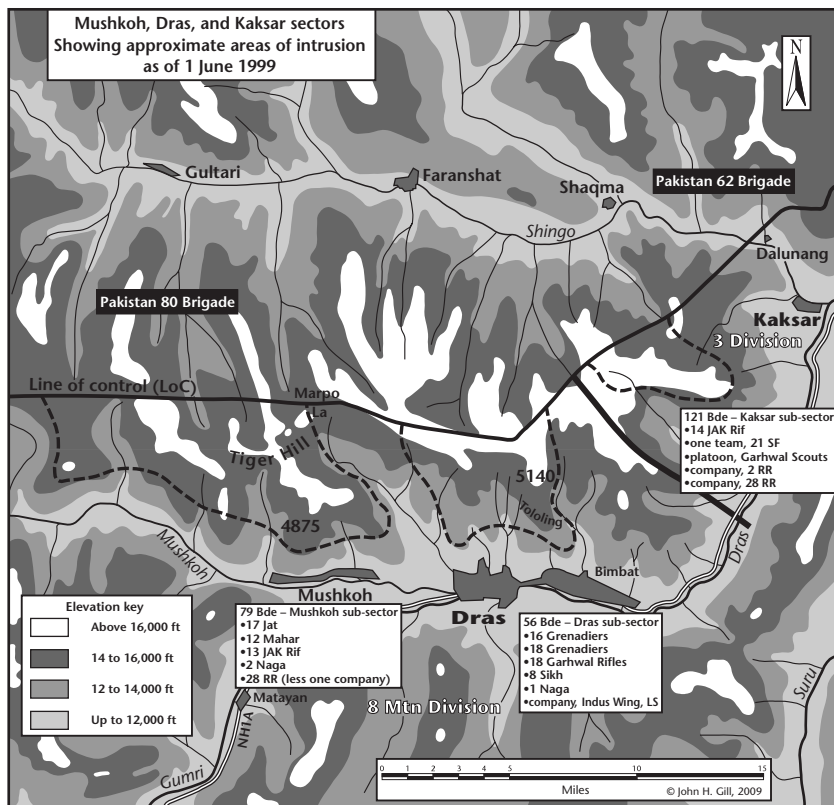 Mushkoh, Dras, and Kaksar sectors
Showing approximate areas of intrusion
as of 1 June 1999
N
Gultari
Faranshat
Shaqma
Pakistan 62 Brigade
Shingo
Dalunang
Pakistan 80 Brigade
Kaksar
3 Division
Line of control (LoC)
Marpo
La
121 Bde – Kaksar sub-sector
•14 JAK Rif
•one team, 21 SF
•platoon, Garhwal Scouts
•company, 2 RR
•company, 28 RR
Tiger Hill
5140
4875
Tololing
Mushkoh
Dras
Bimbat
Mushkoh
Dras
Elevation key
Above 16,000 ft
14 to 16,000 ft
12 to 14,000 ft
Up to 12,000 ft
79 Bde – Mushkoh sub-sector
•17 Jat
•12 Mahar
•13 JAK Rif
•2 Naga
•28 RR (less one company)
56 Bde – Dras sub-sector
•16 Grenadiers
•18 Grenadiers
•18 Garhwal Rifles
•8 Sikh
•1 Naga
•company, Indus Wing, LS
Suru
Matayan
8 Mtn Division
NH1A
Gumri
0 1 2 3 4 5 10 15
Miles
© John H. Gill, 2009